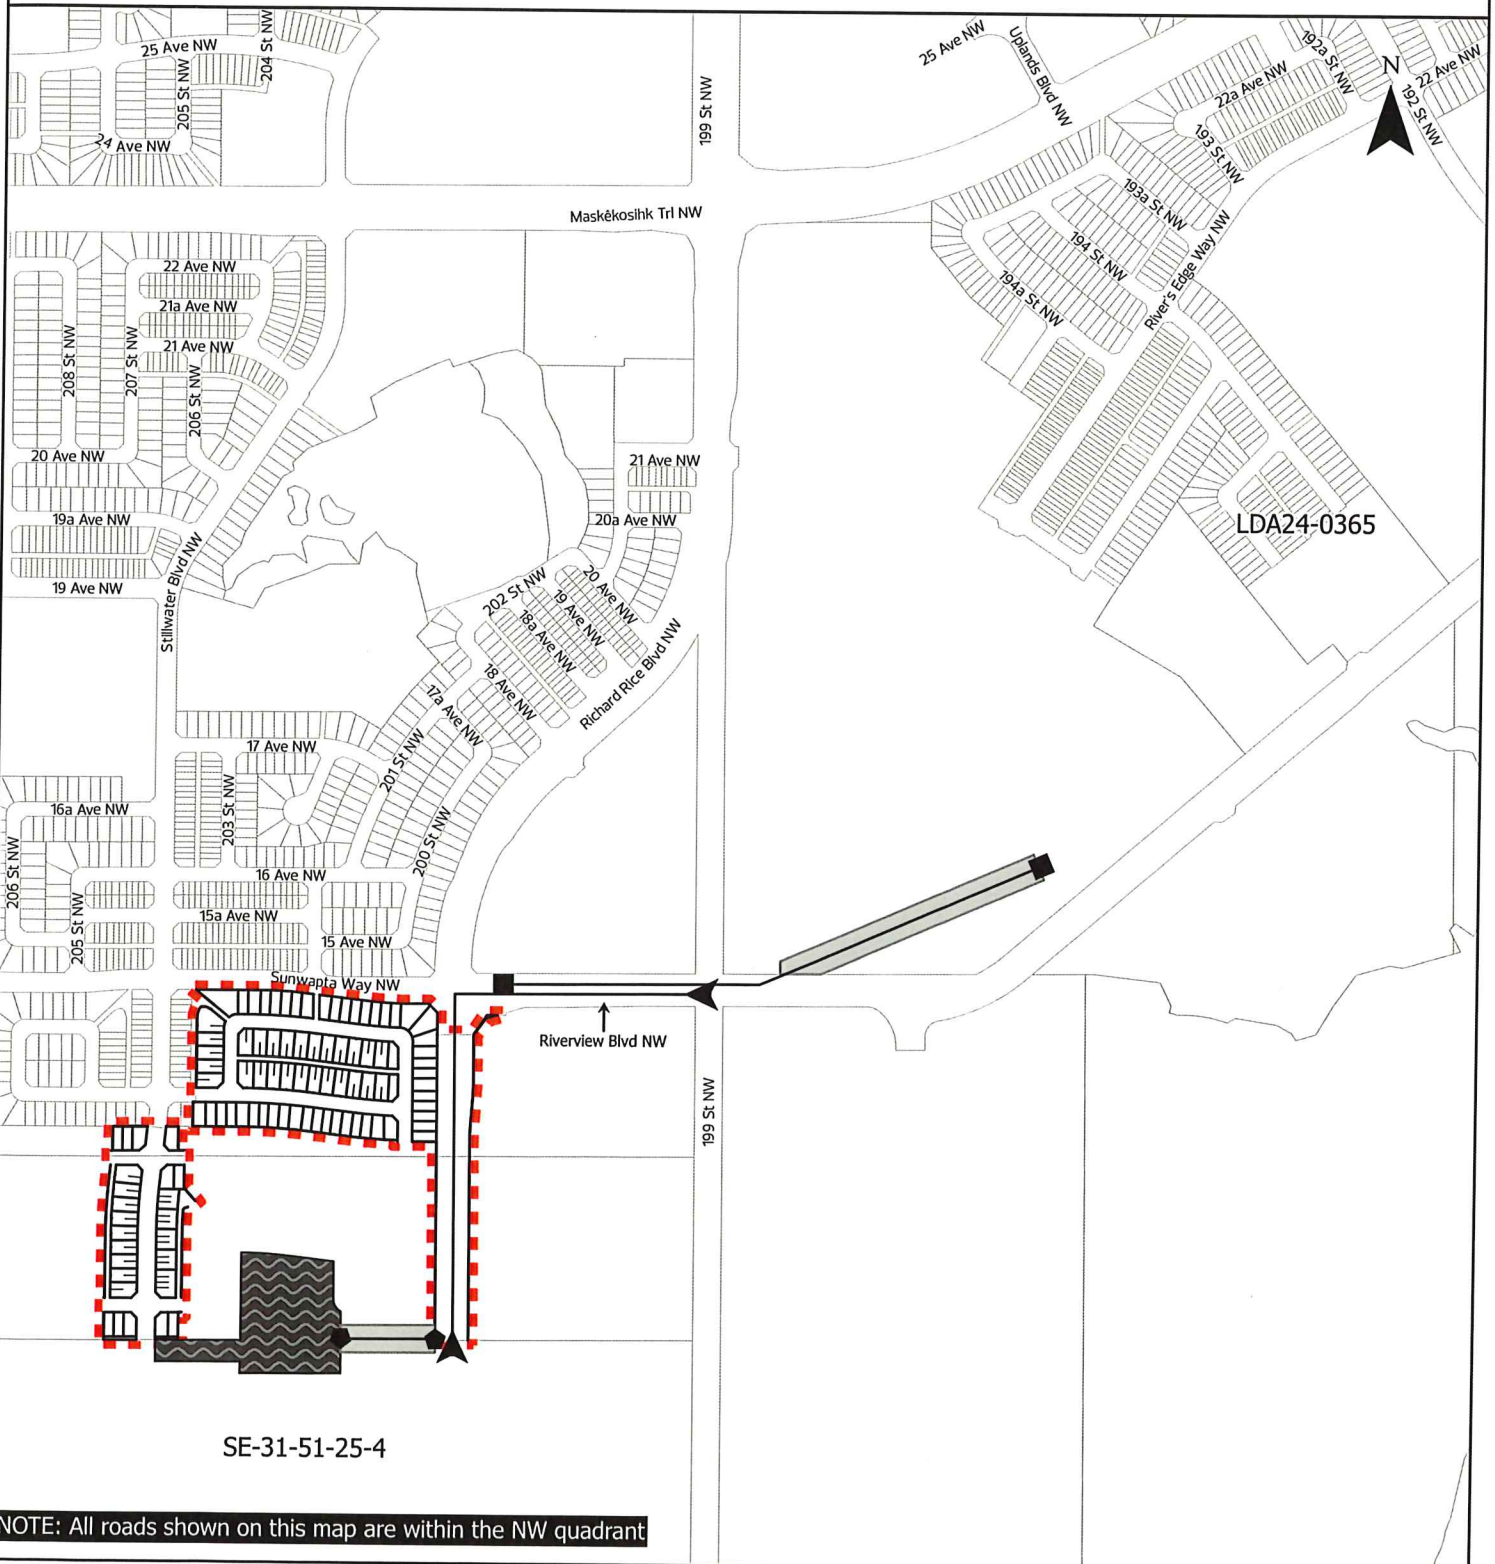 25 Ave NW
204 St NW
205 St NW
24 Ave NW
199 St NW
25 Ave NW
Uplands Blvd NW
192a St NW
22a Ave NW
N
22 Ave NW
192 St NW
193 St NW
193a St NW
Maskêkosihk Trl NW
194 St NW
River's Edge Way NW
194a St NW
22 Ave NW
21a Ave NW
21 Ave NW
208 St NW
207 St NW
206 St NW
20 Ave NW
21 Ave NW
19a Ave NW
20a Ave NW
LDA24-0365
19 Ave NW
Stillwater Blvd NW
202 St NW
20 Ave NW
19 Ave NW
18a Ave NW
18 Ave NW
Richard Rice Blvd NW
17a Ave NW
17 Ave NW
201 St NW
16a Ave NW
203 St NW
200 St NW
206 St NW
16 Ave NW
205 St NW
15a Ave NW
15 Ave NW
Sunwapta Way NW
Riverview Blvd NW
199 St NW
SE-31-51-25-4
NOTE: All roads shown on this map are within the NW quadrant